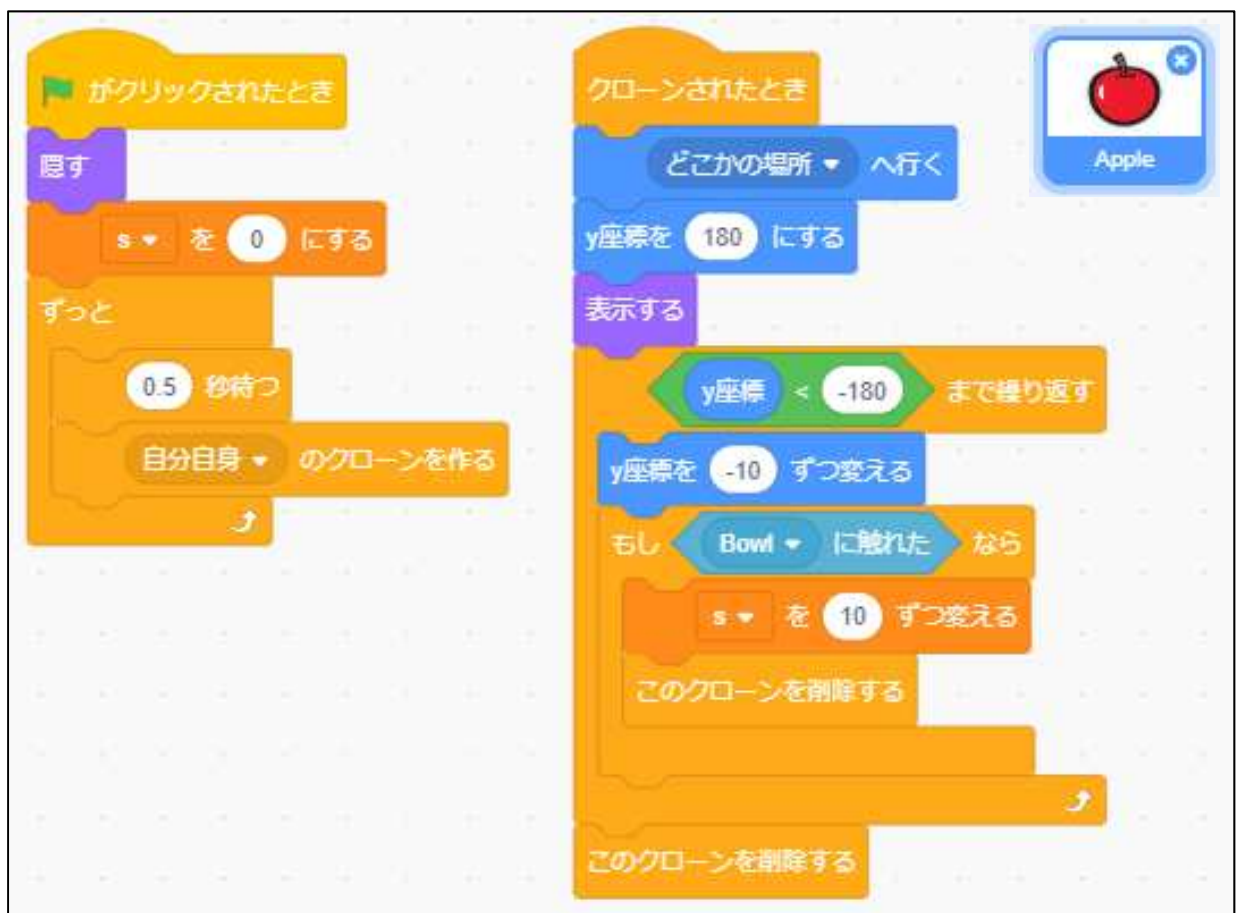 がクリックされたとき
隠す
s を 0 にする
ずっと
0.5 秒待つ
自分自身 のクローンを作る
クローンされたとき
どこかの場所 へ行く
y座標を 180 にする
表示する
y座標 < -180 まで繰り返す
y座標を -10 ずつ変える
もし Bowl に触れた なら
s を 10 ずつ変える
このクローンを削除する
このクローンを削除する
Apple